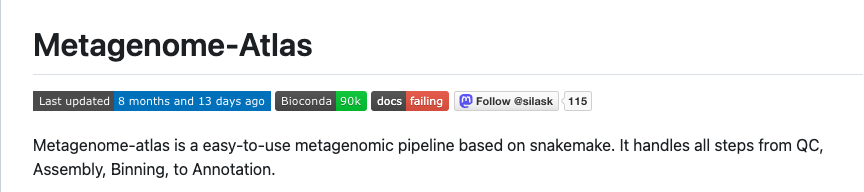 Metagenome-Atlas
Last updated 8 months and 13 days ago Bioconda 90k docs failing Follow @silask 115
Metagenome-atlas is a easy-to-use metagenomic pipeline based on snakemake. It handles all steps from QC,
Assembly, Binning, to Annotation.